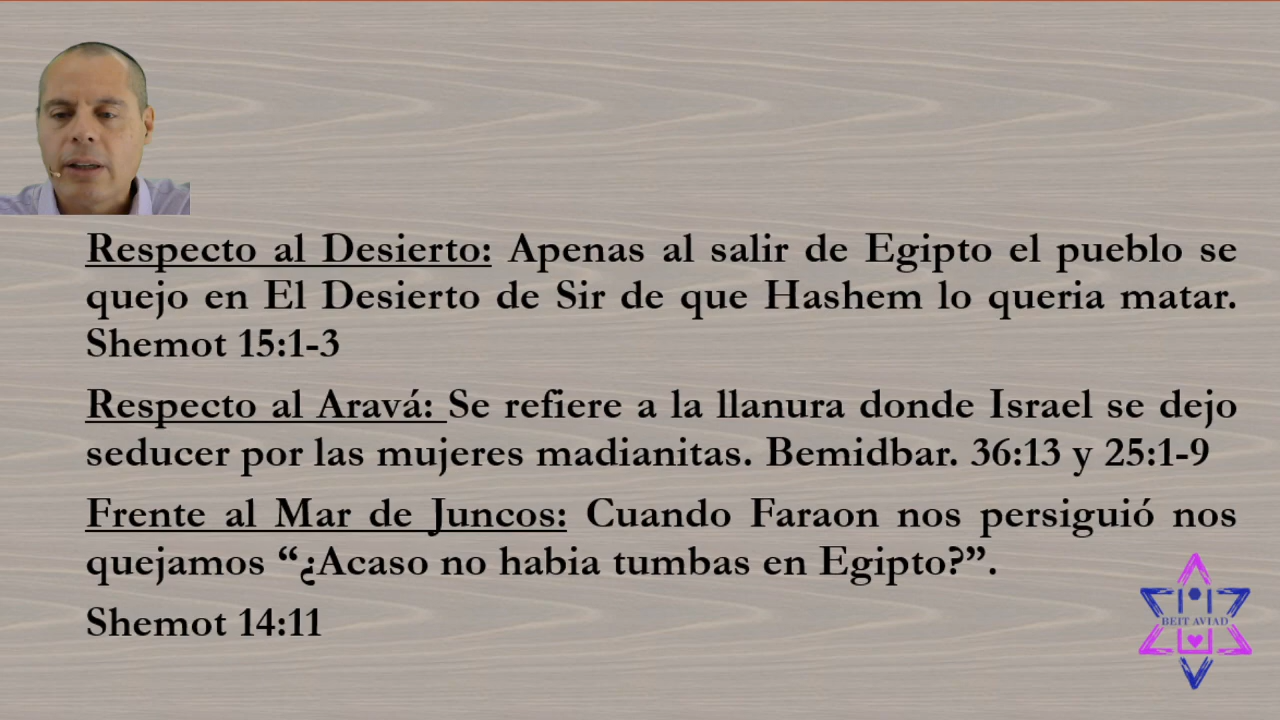 Respecto al Desierto: Apenas al salir de Egipto el pueblo se
quejo en El Desierto de Sir de que Hashem lo queria matar.
Shemot 15:1-3
Respecto al Aravá: Se refiere a la llanura donde Israel se dejo
seducer por las mujeres madianitas. Bemidbar. 36:13 y 25:1-9
Frente al Mar de Juncos: Cuando Faraon nos persiguió nos
quejamos “¿Acaso no habia tumbas en Egipto?”.
Shemot 14:11
BEIT AVIAD